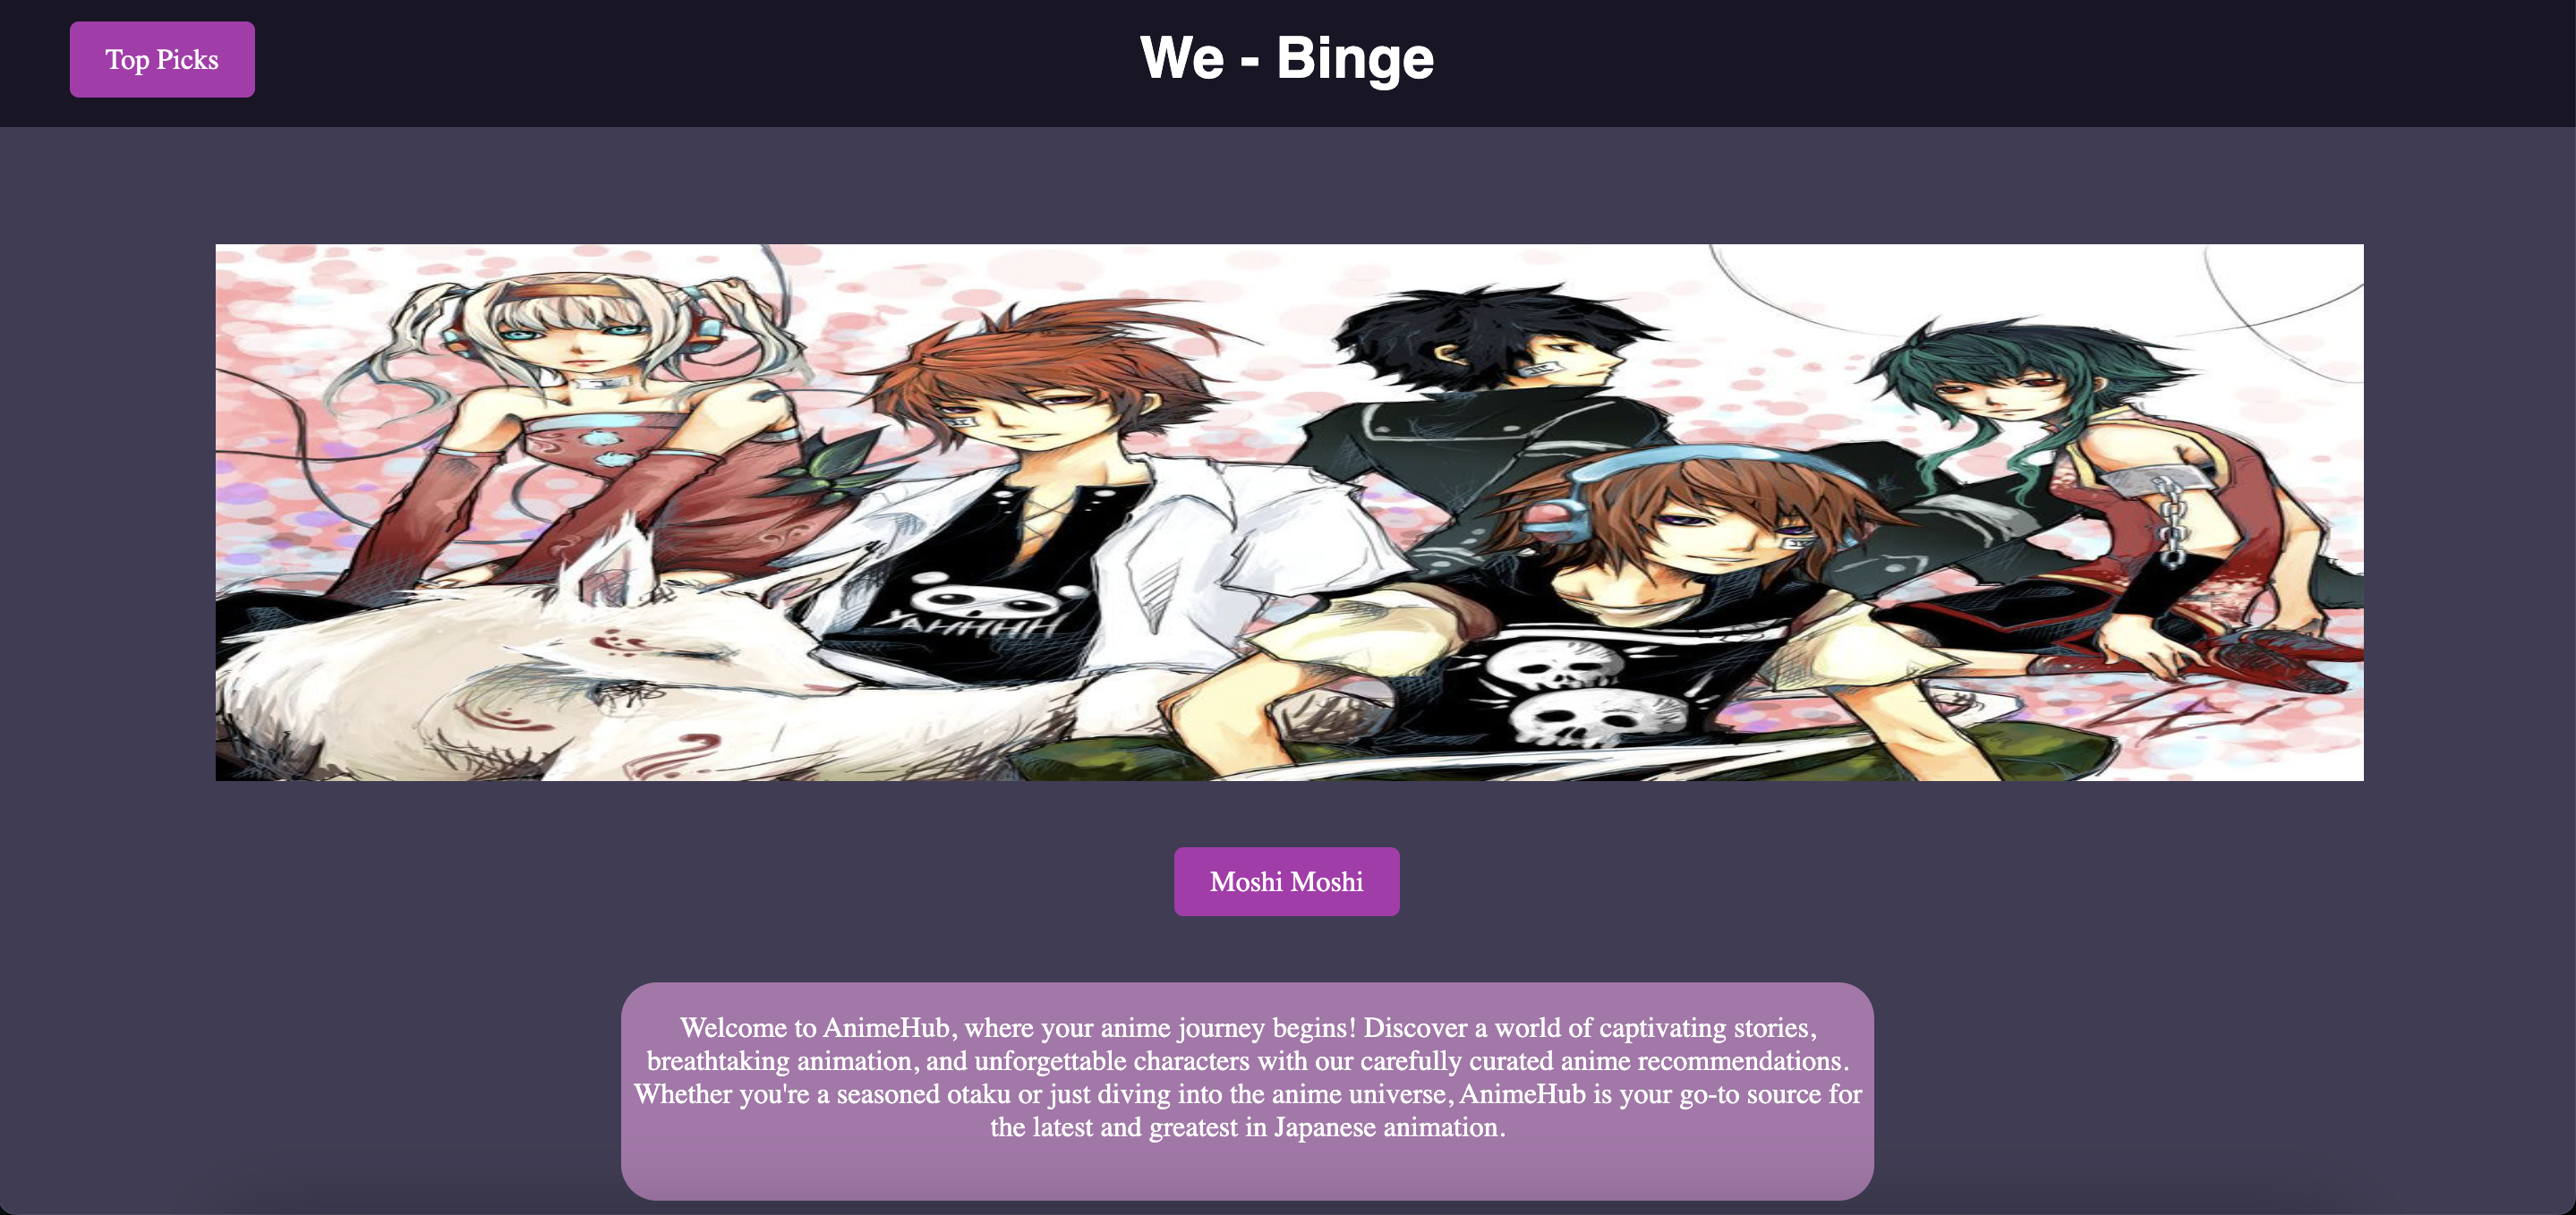 Top Picks
We - Binge
YAHHHH
Moshi Moshi
Welcome to AnimeHub, where your anime journey begins! Discover a world of captivating stories,
breathtaking animation, and unforgettable characters with our carefully curated anime recommendations.
Whether you're a seasoned otaku or just diving into the anime universe, AnimeHub is your go-to source for
the latest and greatest in Japanese animation.